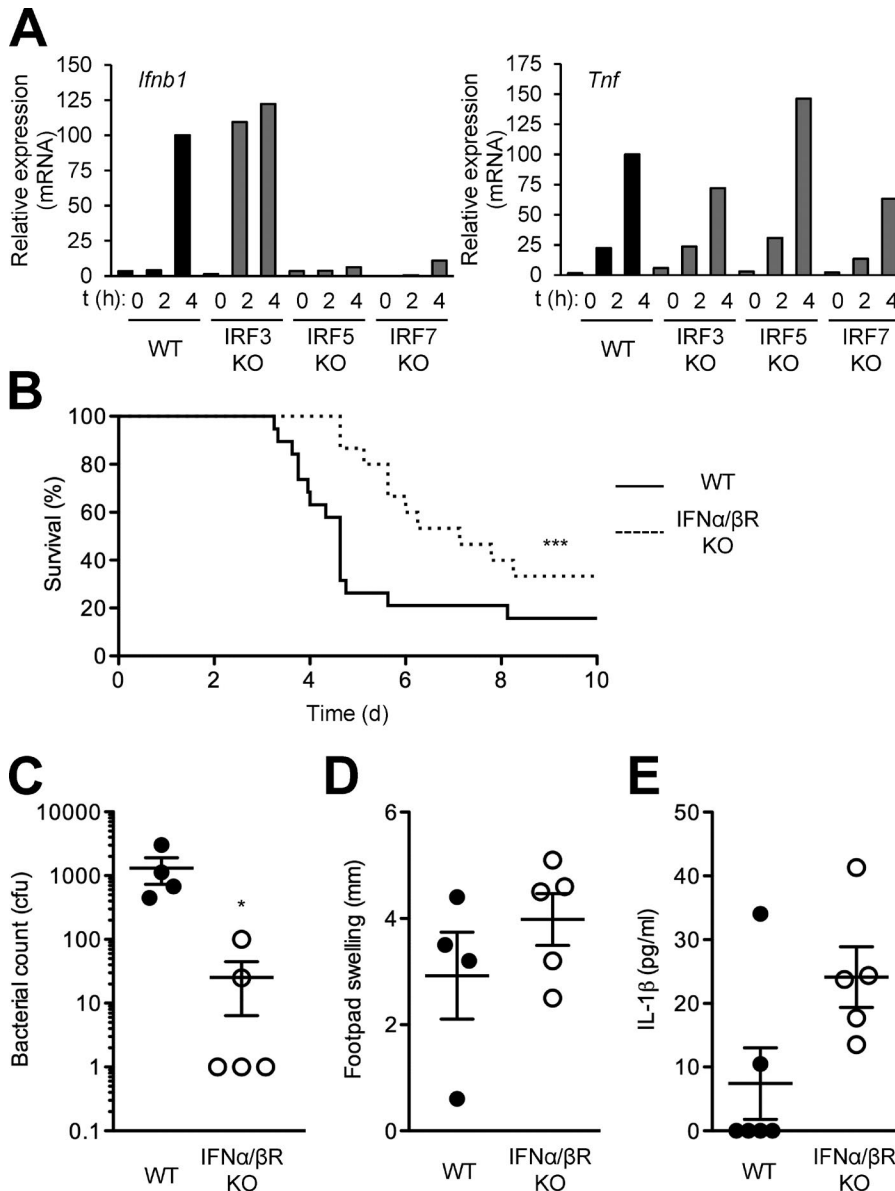 A
Relative expression
(mRNA)
150
125
100
75
50
25
0
Ifnb1
t (h): 0 2 4 0 2 4 0 2 4 0 2 4
WT
IRF3
KO
IRF5
KO
IRF7
KO
Relative expression
(mRNA)
175
150
125
100
75
50
25
0
Tnf
t (h): 0 2 4 0 2 4 0 2 4 0 2 4
WT
IRF3
KO
IRF5
KO
IRF7
KO
B
Survival (%)
100
80
60
40
20
0
***
0 2 4 6 8 10
Time (d)
WT
IFNα/βR
KO
C
Bacterial count (cfu)
10000
1000
100
10
1
0.1
*
WT
IFNα/βR
KO
D
Footpad swelling (mm)
6
4
2
0
WT
IFNα/βR
KO
E
IL-1β (pg/ml)
50
40
30
20
10
0
WT
IFNα/βR
KO